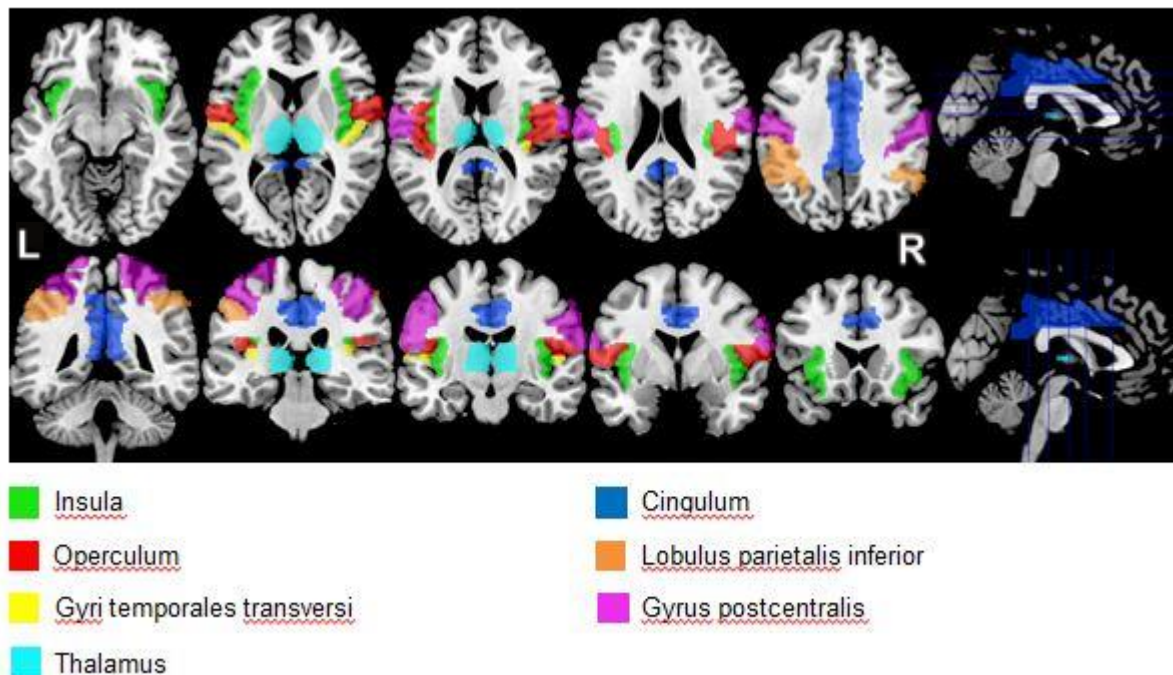 L
R
Insula
Operculum
Gyri temporales transversi
Thalamus
Cingulum
Lobulus parietalis inferior
Gyrus postcentralis